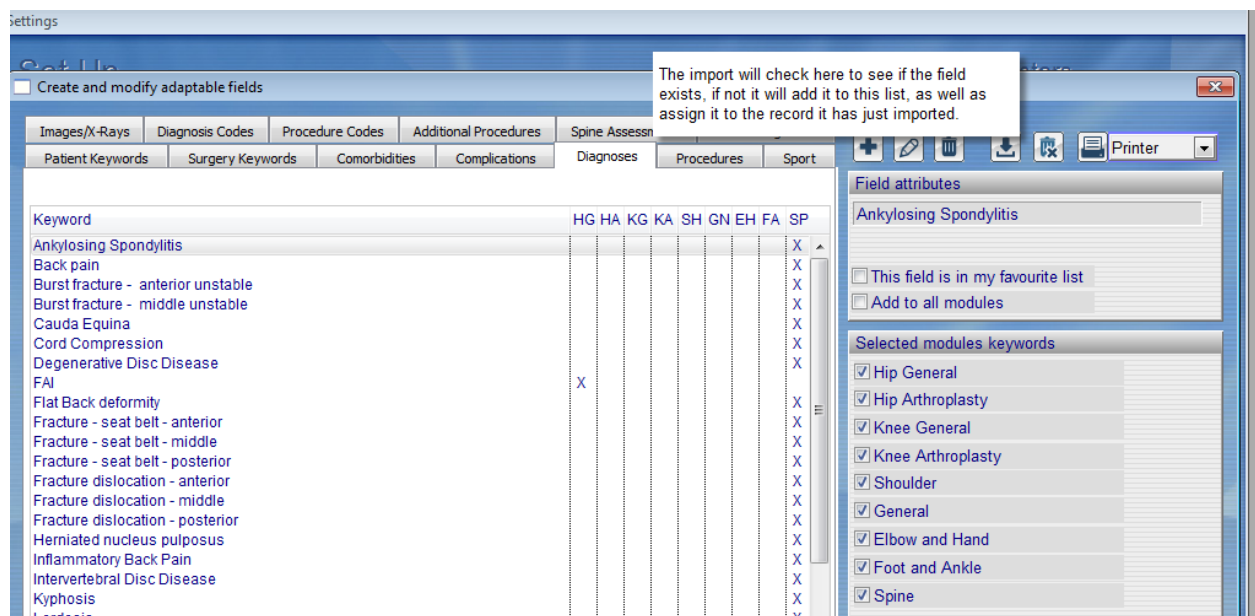 Settings
Set Up
Create and modify adaptable fields
The import will check here to see if the field
exists, if not it will add it to this list, as well as
assign it to the record it has just imported.
Images/X-Rays Diagnosis Codes Procedure Codes Additional Procedures Spine
Patient Keywords Surgery Keywords Comorbidities Complications Diagnoses Procedures Sport
Printer
Keyword HG HA KG KA SH GN EH FA SP
Ankylosing Spondylitis X
Back pain X
Burst fracture - anterior unstable X
Burst fracture - middle unstable X
Cauda Equina X
Cord Compression X
Degenerative Disc Disease X
FAI X
Flat Back deformity X
Fracture - seat belt - anterior X
Fracture - seat belt - middle X
Fracture - seat belt - posterior X
Fracture dislocation - anterior X
Fracture dislocation - middle X
Fracture dislocation - posterior X
Herniated nucleus pulposus X
Inflammatory Back Pain X
Intervertebral Disc Disease X
Kyphosis X
Field attributes
Ankylosing Spondylitis
This field is in my favourite list
Add to all modules
Selected modules keywords
Hip General
Hip Arthroplasty
Knee General
Knee Arthroplasty
Shoulder
General
Elbow and Hand
Foot and Ankle
Spine